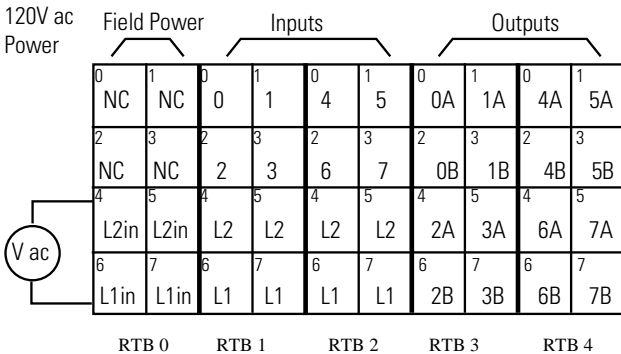 120V ac
Power
Field Power Inputs Outputs
0 1 0 1 0 1 0 1 0 1
NC NC 0 1 4 5 0A 1A 4A 5A
2 3 2 3 2 3 2 3 2 3
NC NC 2 3 6 7 0B 1B 4B 5B
4 5 4 5 4 5 4 5 4 5
L2in L2in L2 L2 L2 L2 2A 3A 6A 7A
V ac
6 7 6 7 6 7 6 7 6 7
L1in L1in L1 L1 L1 L1 2B 3B 6B 7B
RTB 0 RTB 1 RTB 2 RTB 3 RTB 4